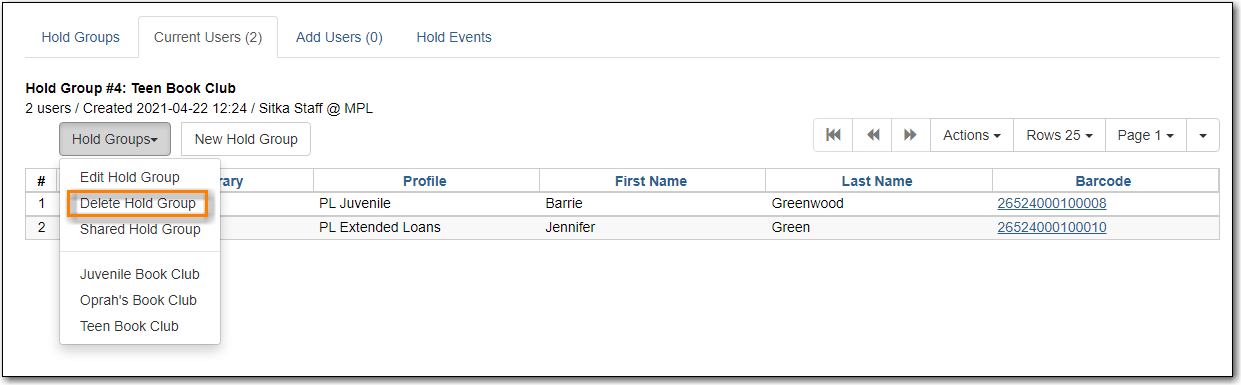 Hold Groups Current Users (2) Add Users (0) Hold Events
Hold Group #4: Teen Book Club
2 users / Created 2021-04-22 12:24 / Sitka Staff @ MPL
Hold Groups New Hold Group Actions Rows 25 Page 1
# rary Profile First Name Last Name Barcode
1 PL Juvenile Barrie Greenwood 26524000100008
2 PL Extended Loans Jennifer Green 26524000100010
Edit Hold Group
Delete Hold Group
Shared Hold Group
Juvenile Book Club
Oprah's Book Club
Teen Book Club